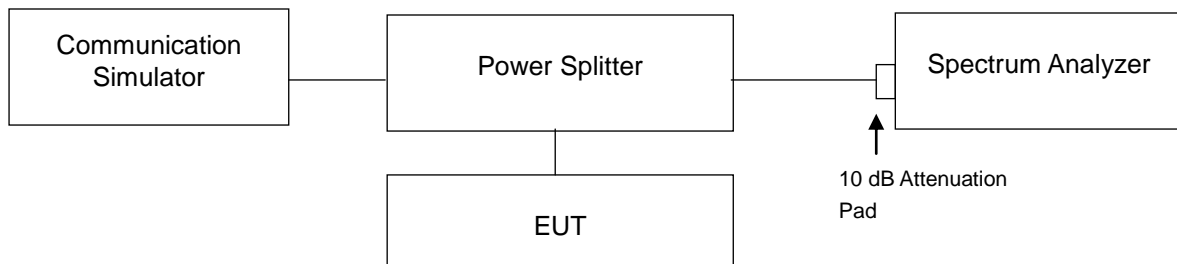 Communication
Simulator
Power Splitter
Spectrum Analyzer
10 dB Attenuation
Pad
EUT